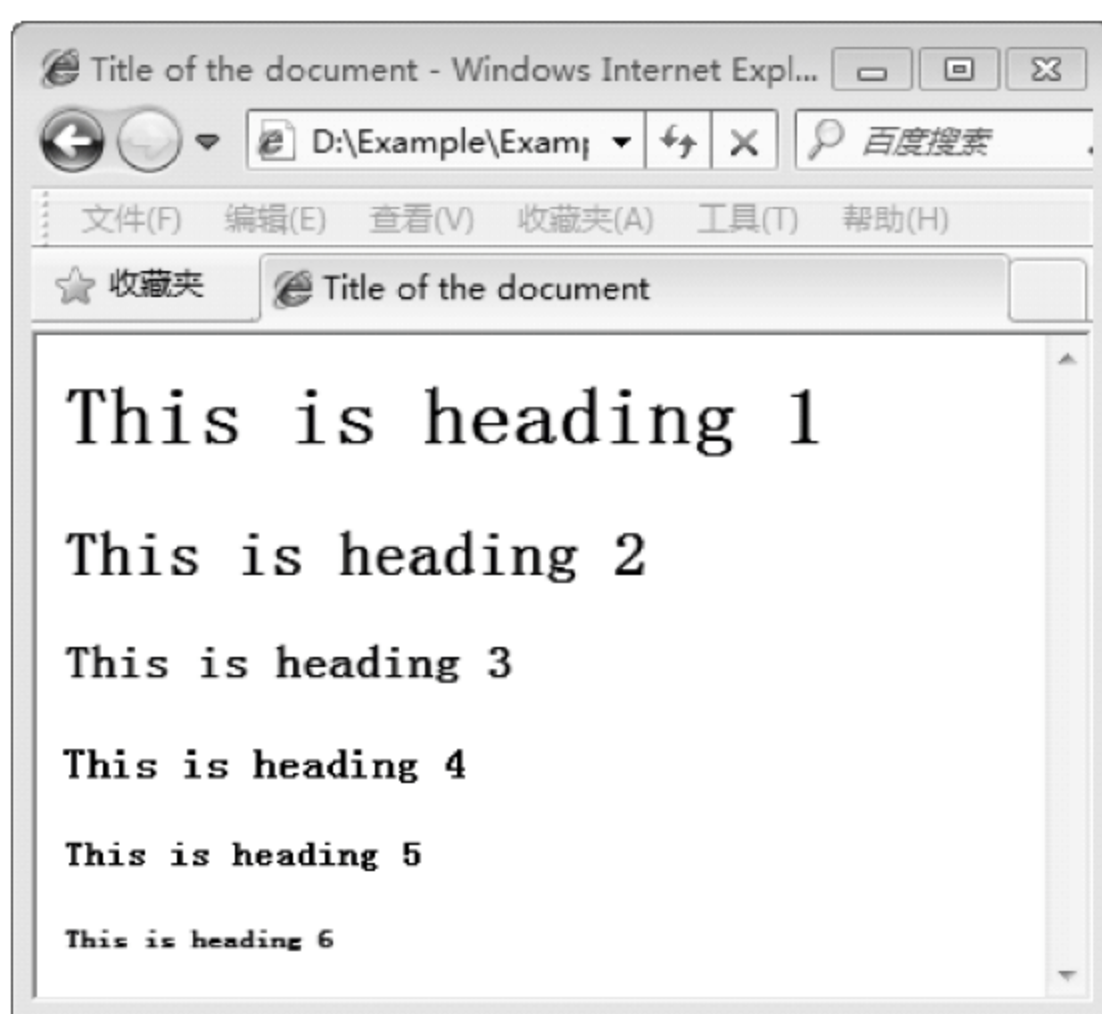 Title of the document - Windows Internet Expl...
D:\Example\Examp 百度搜索
文件(F) 编辑(E) 查看(V) 收藏夹(A) 工具(T) 帮助(H)
收藏夹 Title of the document
This is heading 1
This is heading 2
This is heading 3
This is heading 4
This is heading 5
This is heading 6